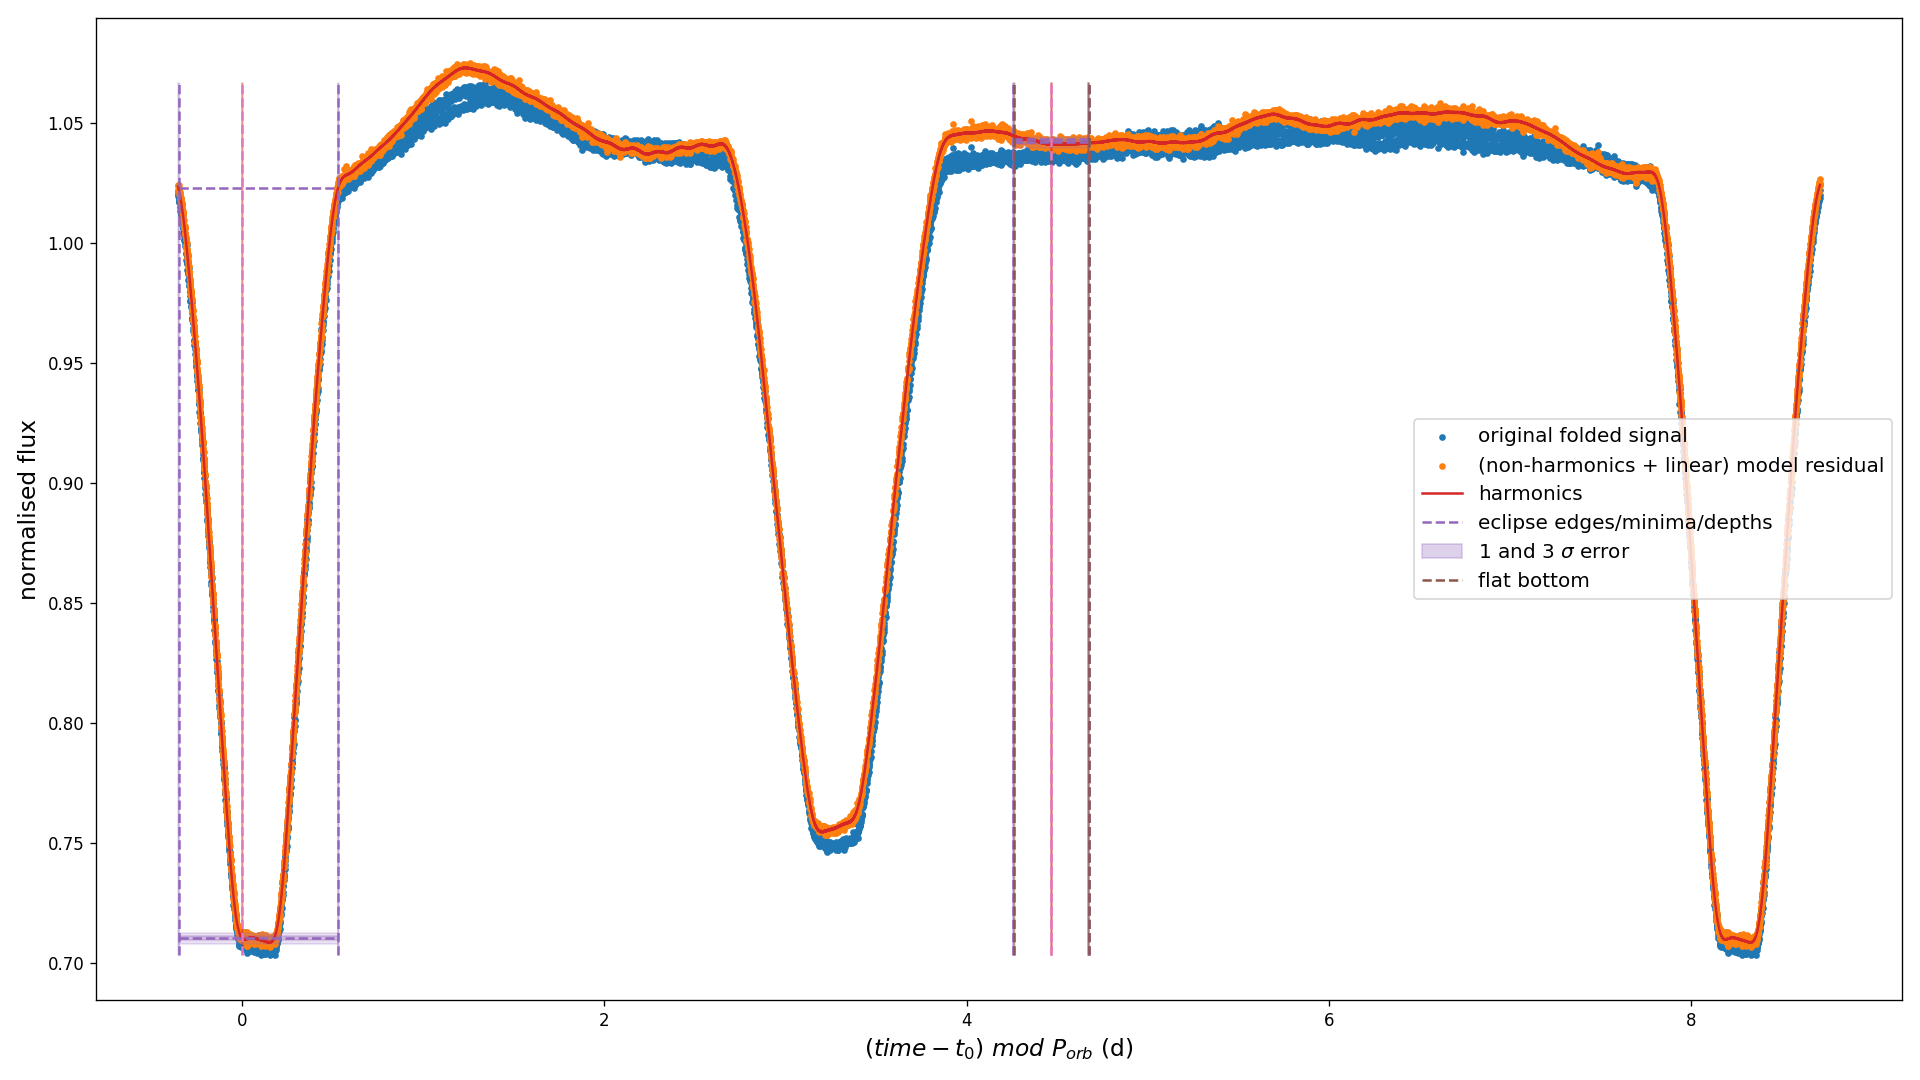 normalised flux
1.05
1.00
0.95
0.90
0.85
0.80
0.75
0.70
original folded signal
(non-harmonics + linear) model residual
harmonics
eclipse edges/minima/depths
1 and 3 σ error
flat bottom
0 2 4 6 8
(time − t₀) mod P_orb (d)